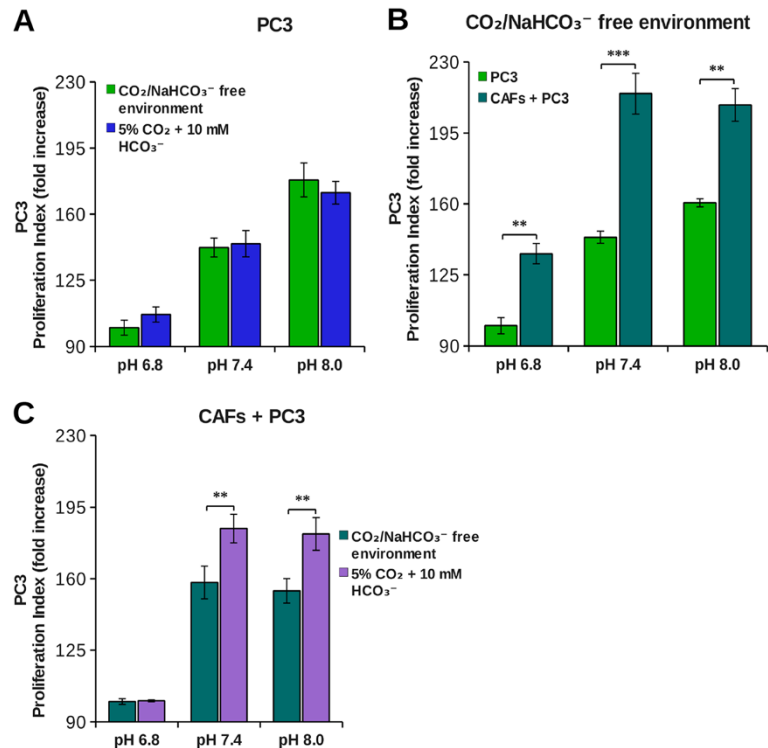 A
PC3
CO₂/NaHCO₃⁻ free
environment
5% CO₂ + 10 mM
HCO₃⁻
PC3
Proliferation Index (fold increase)
230
195
160
125
90
pH 6.8
pH 7.4
pH 8.0
B
CO₂/NaHCO₃⁻ free environment
PC3
CAFs + PC3
PC3
Proliferation Index (fold increase)
230
195
160
125
90
**
***
**
pH 6.8
pH 7.4
pH 8.0
C
CAFs + PC3
PC3
Proliferation Index (fold increase)
230
195
160
125
90
**
**
CO₂/NaHCO₃⁻ free
environment
5% CO₂ + 10 mM
HCO₃⁻
pH 6.8
pH 7.4
pH 8.0